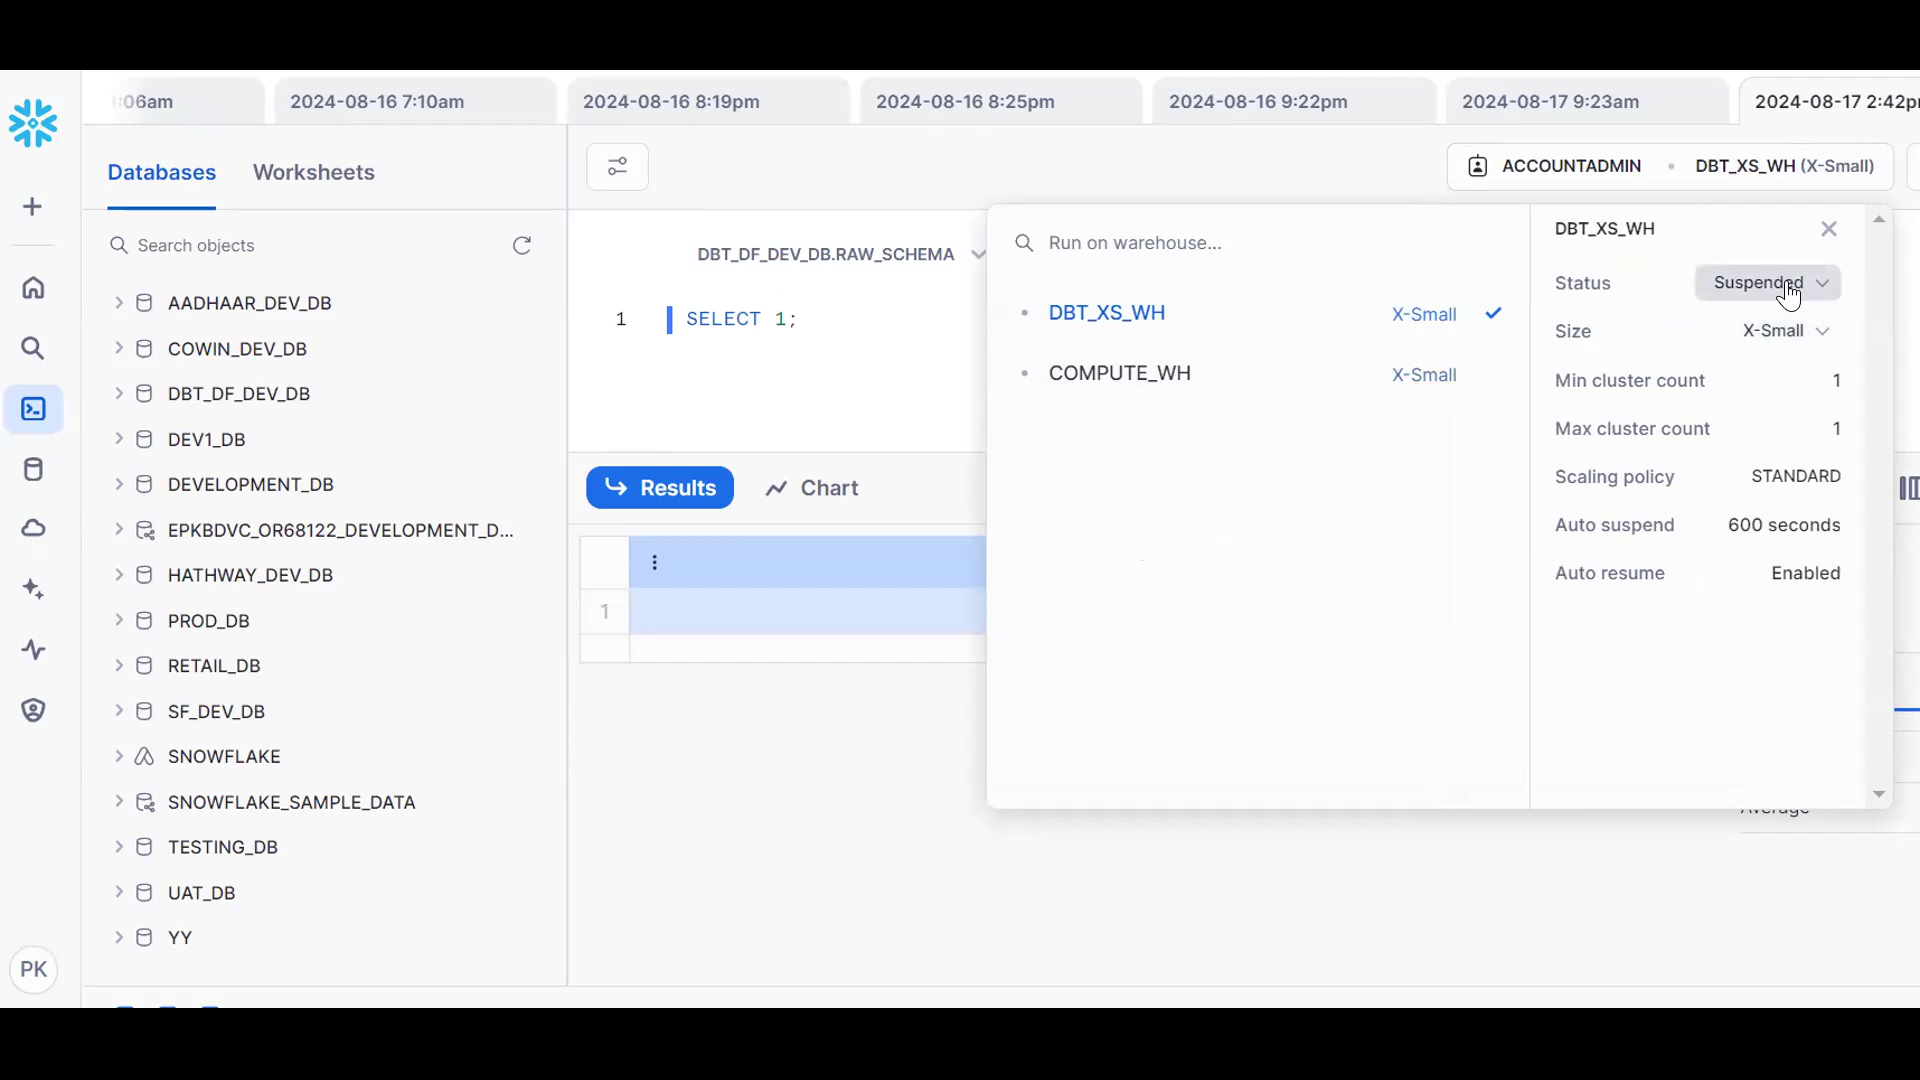 :06am
2024-08-16 7:10am
2024-08-16 8:19pm
2024-08-16 8:25pm
2024-08-16 9:22pm
2024-08-17 9:23am
2024-08-17 2:42p
Databases
Worksheets
ACCOUNTADMIN
DBT_XS_WH (X-Small)
Search objects
AADHAAR_DEV_DB
COWIN_DEV_DB
DBT_DF_DEV_DB
DEV1_DB
DEVELOPMENT_DB
EPKBDVC_OR68122_DEVELOPMENT_D...
HATHWAY_DEV_DB
PROD_DB
RETAIL_DB
SF_DEV_DB
SNOWFLAKE
SNOWFLAKE_SAMPLE_DATA
TESTING_DB
UAT_DB
YY
PK
DBT_DF_DEV_DB.RAW_SCHEMA
1 SELECT 1;
Results
Chart
1
Run on warehouse...
DBT_XS_WH X-Small
COMPUTE_WH X-Small
DBT_XS_WH
Status Suspended
Size X-Small
Min cluster count 1
Max cluster count 1
Scaling policy STANDARD
Auto suspend 600 seconds
Auto resume Enabled
Average